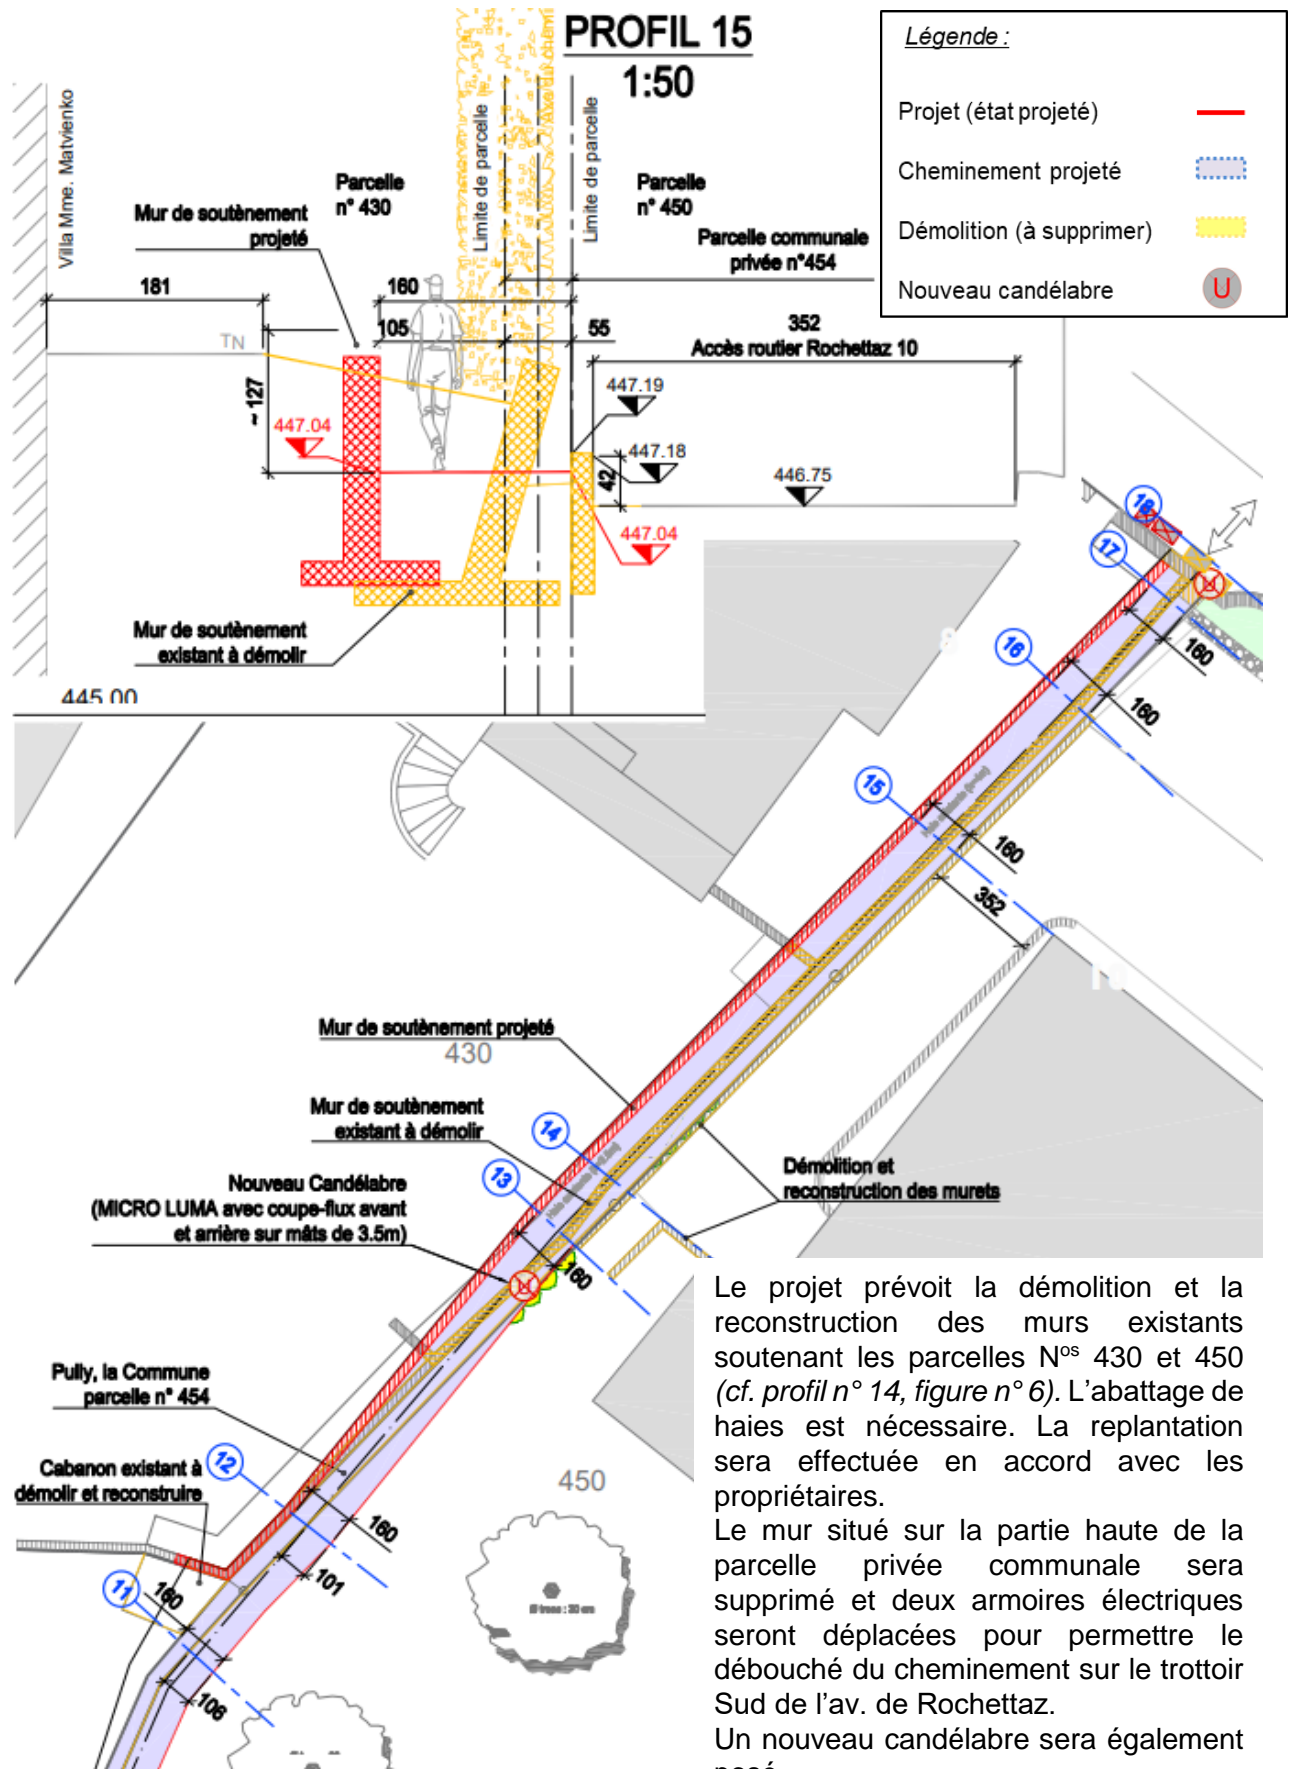 PROFIL 15
1:50
Légende :
Projet (état projeté)
Cheminement projeté
Démolition (à supprimer)
Nouveau candélabre
U
Villa Mme. Matvienko
Limite de parcelle
Limite de parcelle
Parcelle
n° 430
Parcelle
n° 450
Mur de soutènement
projeté
Parcelle communale
privée n°454
181
160
105
55
352
Accès routier Rochettaz 10
TN
~ 127
447.04
447.19
447.18
42
446.75
447.04
Mur de soutènement
existant à démolir
445.00
18
17
U
160
16
160
8
15
160
352
Mur de soutènement projeté
430
Mur de soutènement
existant à démolir
14
13
Démolition et
reconstruction des murets
Nouveau Candélabre
(MICRO LUMA avec coupe-flux avant
et arrière sur mâts de 3.5m)
U
160
Pully, la Commune
parcelle n° 454
12
Cabanon existant à
démolir et reconstruire
160
101
450
Ø tronc : 30 cm
11
160
106
Le projet prévoit la démolition et la
reconstruction des murs existants
soutenant les parcelles Nos 430 et 450
(cf. profil n° 14, figure n° 6). L'abattage de
haies est nécessaire. La replantation
sera effectuée en accord avec les
propriétaires.
Le mur situé sur la partie haute de la
parcelle privée communale sera
supprimé et deux armoires électriques
seront déplacées pour permettre le
débouché du cheminement sur le trottoir
Sud de l'av. de Rochettaz.
Un nouveau candélabre sera également